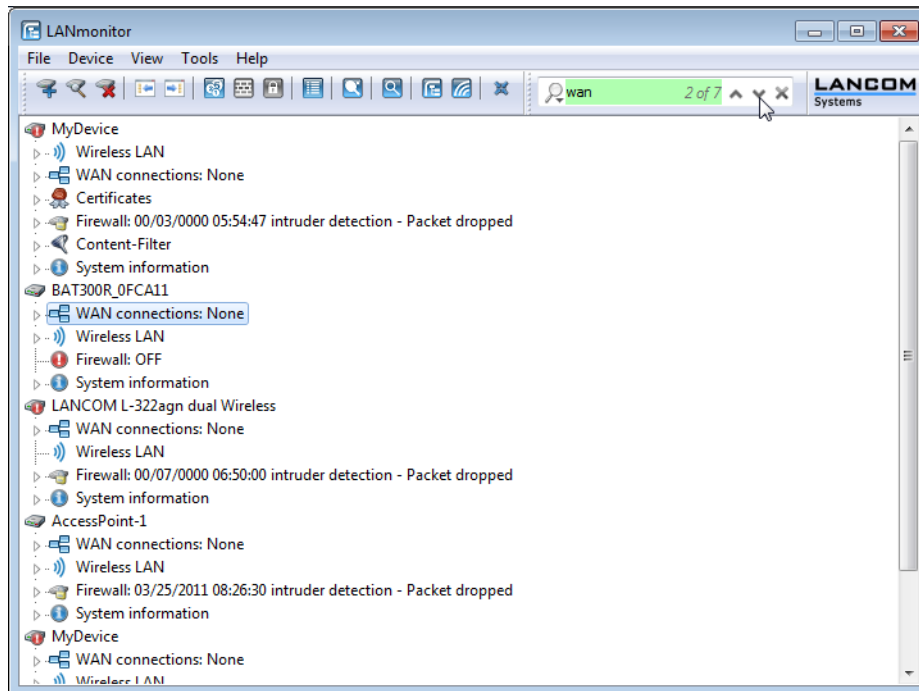 LANmonitor
File Device View Tools Help
wan 2 of 7
LANCOM
Systems
MyDevice
Wireless LAN
WAN connections: None
Certificates
Firewall: 00/03/0000 05:54:47 intruder detection - Packet dropped
Content-Filter
System information
BAT300R_0FCA11
WAN connections: None
Wireless LAN
Firewall: OFF
System information
LANCOM L-322agn dual Wireless
WAN connections: None
Wireless LAN
Firewall: 00/07/0000 06:50:00 intruder detection - Packet dropped
System information
AccessPoint-1
WAN connections: None
Wireless LAN
Firewall: 03/25/2011 08:26:30 intruder detection - Packet dropped
System information
MyDevice
WAN connections: None
Wireless LAN